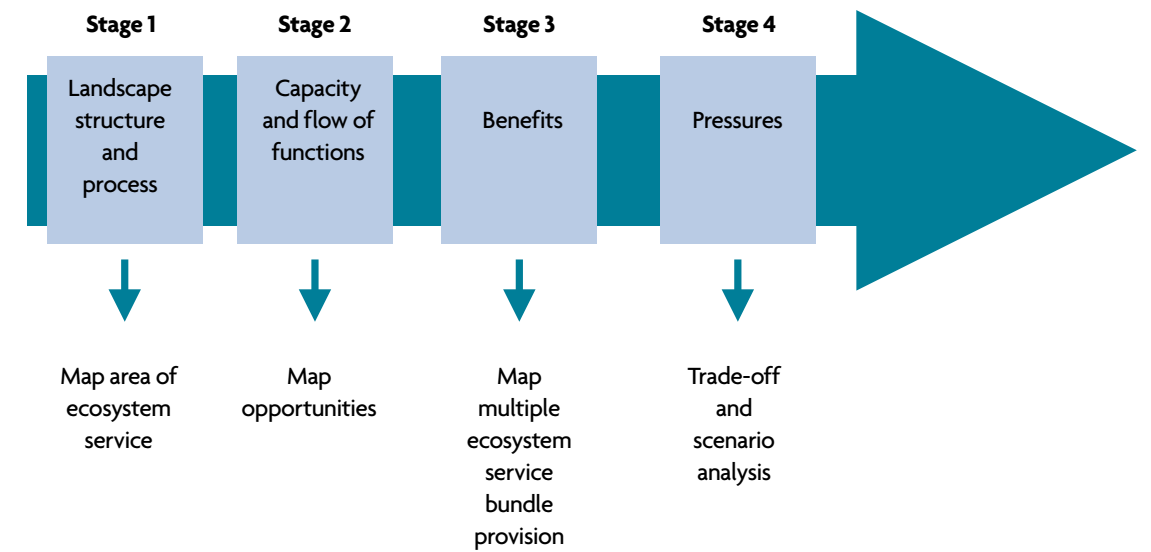 Stage 1
Stage 2
Stage 3
Stage 4
Landscape
structure
and
process
Capacity
and flow of
functions
Benefits
Pressures
Map area of
ecosystem
service
Map
opportunities
Map
multiple
ecosystem
service
bundle
provision
Trade-off
and
scenario
analysis